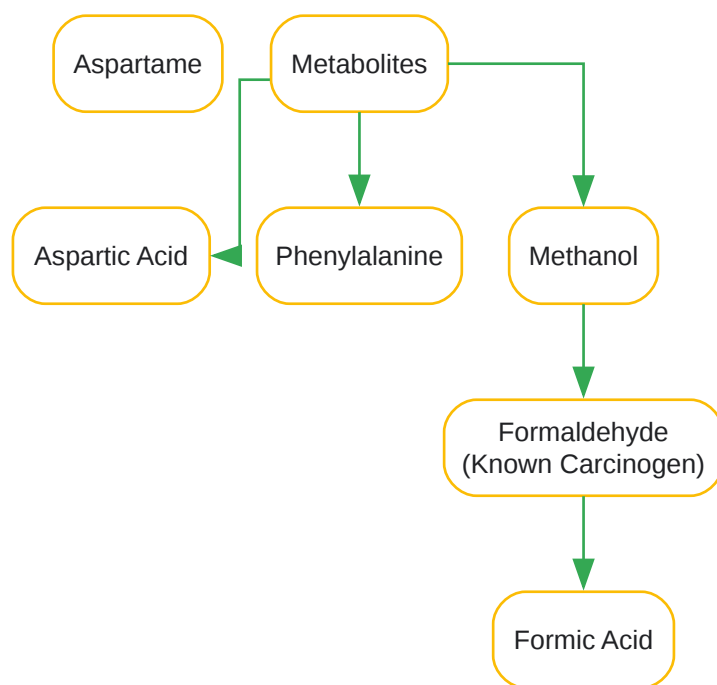 Aspartame
Metabolites
Aspartic Acid
Phenylalanine
Methanol
Formaldehyde
(Known Carcinogen)
Formic Acid